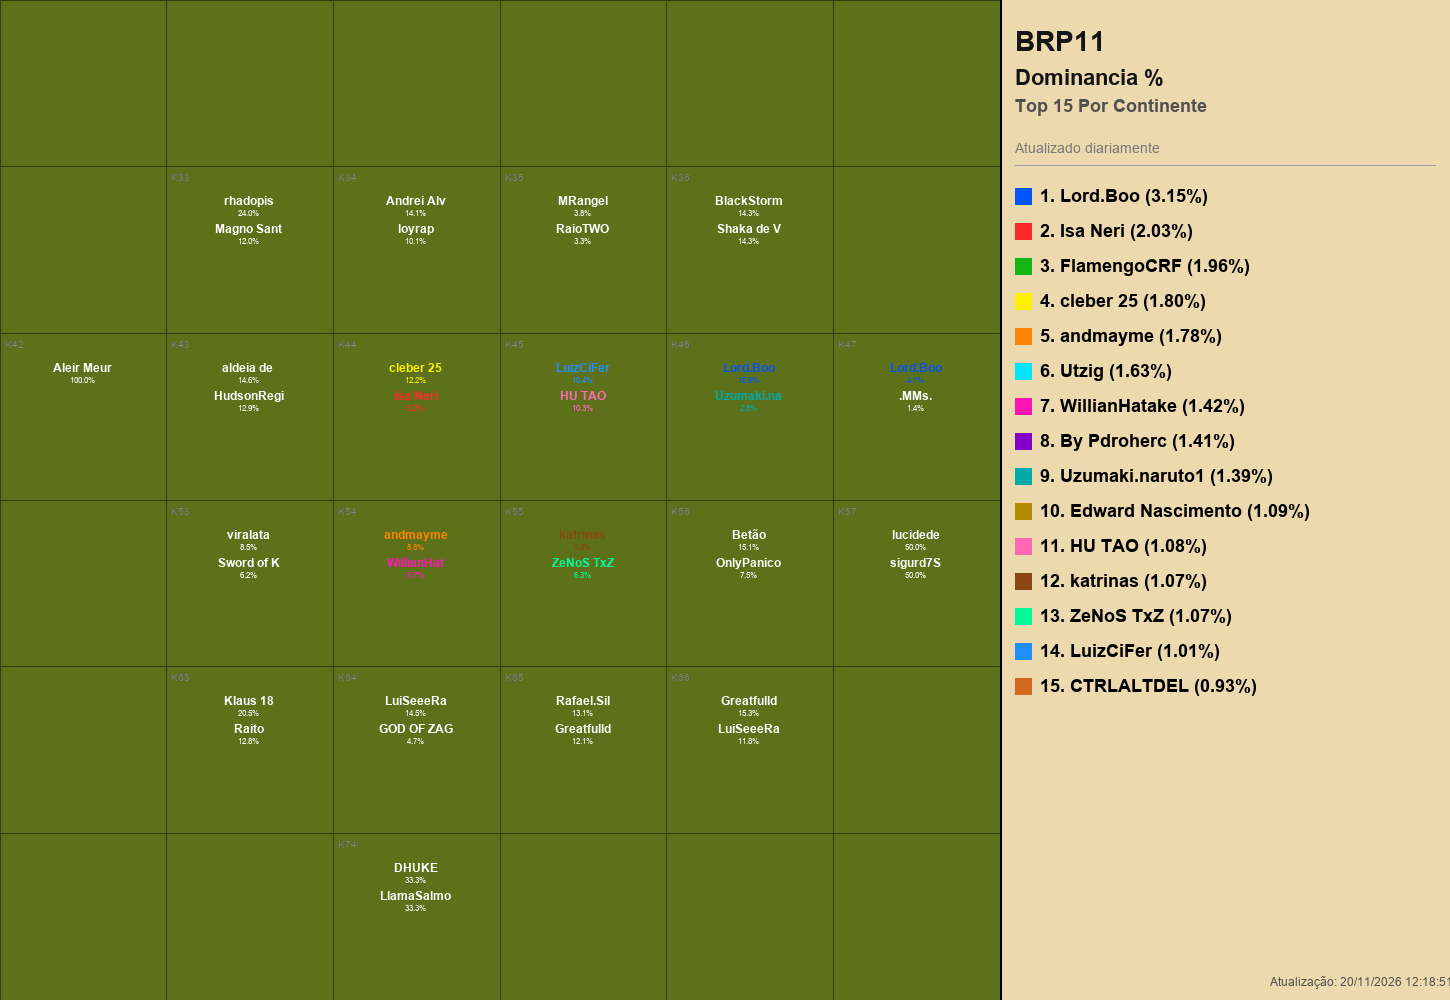 BRP11
Dominancia %
Top 15 Por Continente
Atualizado diariamente
1. Lord.Boo (3.15%)
2. Isa Neri (2.03%)
3. FlamengoCRF (1.96%)
4. cleber 25 (1.80%)
5. andmayme (1.78%)
6. Utzig (1.63%)
7. WillianHatake (1.42%)
8. By Pdroherc (1.41%)
9. Uzumaki.naruto1 (1.39%)
10. Edward Nascimento (1.09%)
11. HU TAO (1.08%)
12. katrinas (1.07%)
13. ZeNoS TxZ (1.07%)
14. LuizCiFer (1.01%)
15. CTRLALTDEL (0.93%)
Atualização: 20/11/2026 12:18:51
K33
rhadopis
24.0%
Magno Sant
12.0%
K34
Andrei Alv
14.1%
loyrap
10.1%
K35
MRangel
3.8%
RaioTWO
3.3%
K36
BlackStorm
14.3%
Shaka de V
14.3%
K42
Aleir Meur
100.0%
K43
aldeia de
14.6%
HudsonRegi
12.9%
K44
cleber 25
12.2%
Isa Neri
K45
LuizCiFer
10.4%
HU TAO
10.3%
K46
Lord.Boo
Uzumaki.na
K47
Lord.Boo
.MMs.
1.4%
K53
viralata
8.5%
Sword of K
6.2%
K54
andmayme
8.8%
WillianHat
K55
katrinas
ZeNoS TxZ
6.3%
K56
Betão
15.1%
OnlyPanico
7.5%
K57
lucidede
50.0%
sigurd7S
50.0%
K63
Klaus 18
20.5%
Raito
12.8%
K64
LuiSeeeRa
14.5%
GOD OF ZAG
4.7%
K65
Rafael.Sil
13.1%
Greatfulld
12.1%
K66
Greatfulld
15.3%
LuiSeeeRa
11.8%
K74
DHUKE
33.3%
LlamaSalmo
33.3%